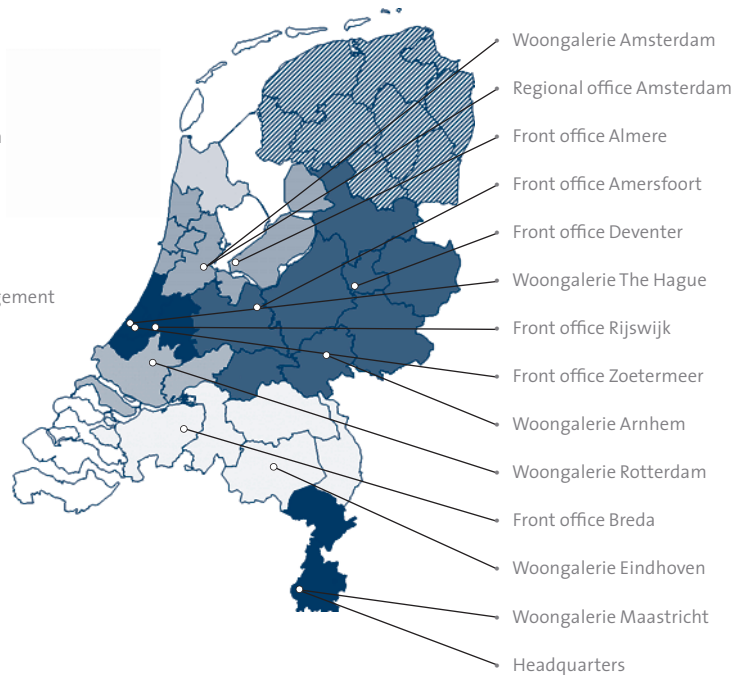 Woongalerie Amsterdam
Regional office Amsterdam
Front office Almere
Front office Amersfoort
Front office Deventer
Woongalerie The Hague
gement
Front office Rijswijk
Front office Zoetermeer
Woongalerie Arnhem
Woongalerie Rotterdam
Front office Breda
Woongalerie Eindhoven
Woongalerie Maastricht
Headquarters